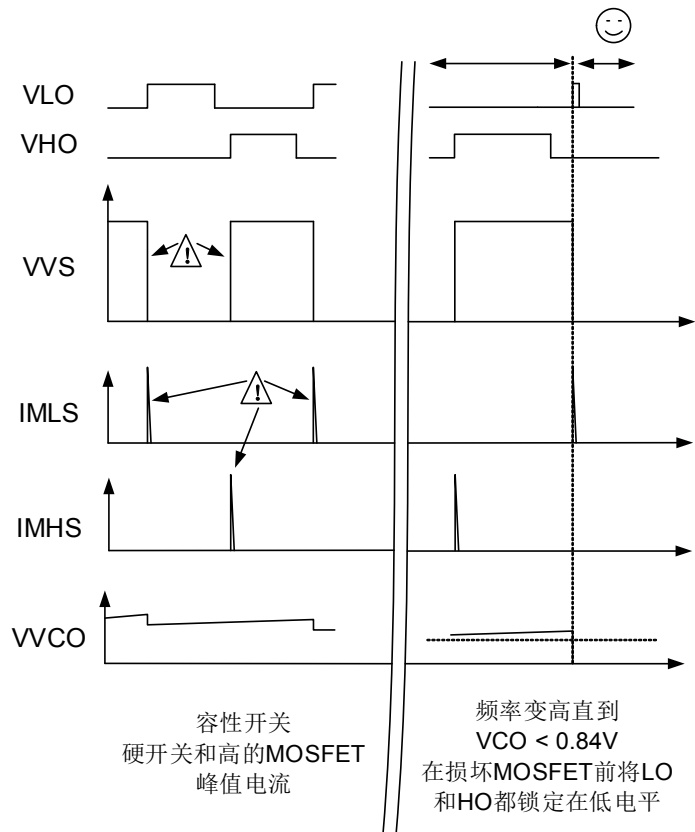 VLO
VHO
VVS
IMLS
IMHS
VVCO
容性开关
硬开关和高的MOSFET
峰值电流
频率变高直到
VCO < 0.84V
在损坏MOSFET前将LO
和HO都锁定在低电平